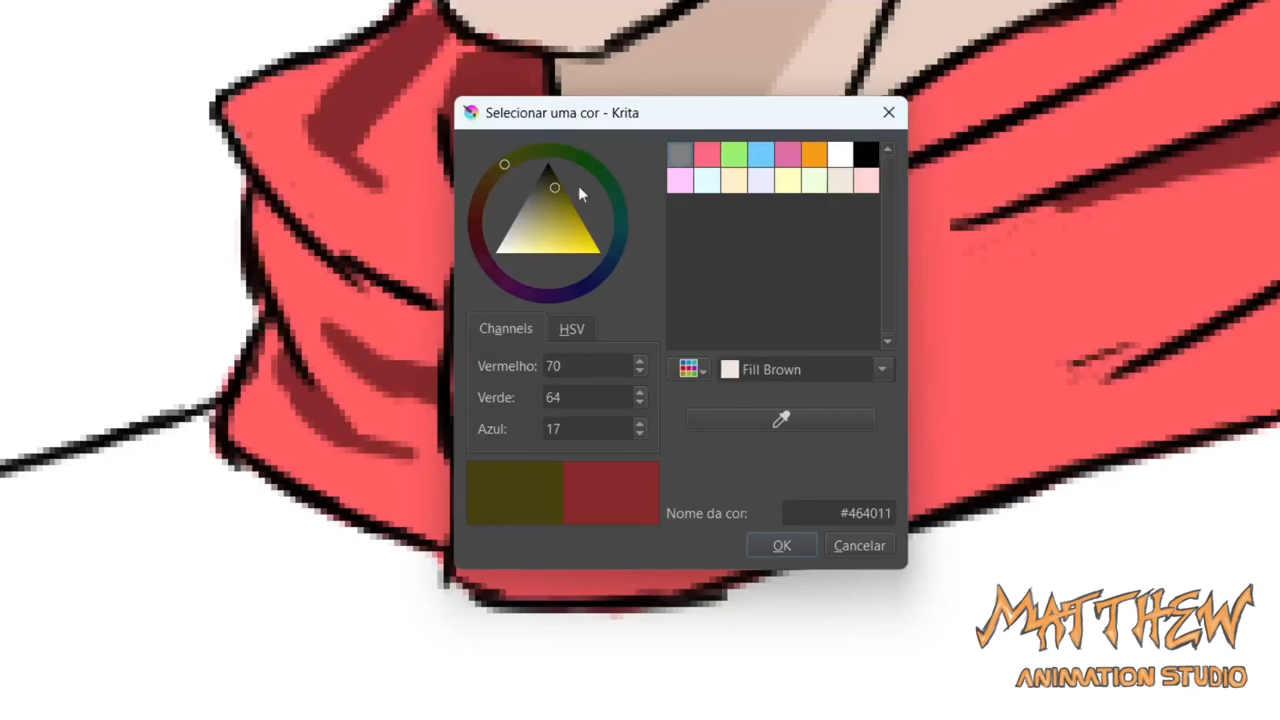 Selecionar uma cor - Krita
Channels
HSV
Vermelho: 70
Verde: 64
Azul: 17
Fill Brown
Nome da cor: #464011
OK
Cancelar
MATTHEW
ANIMATION STUDIO